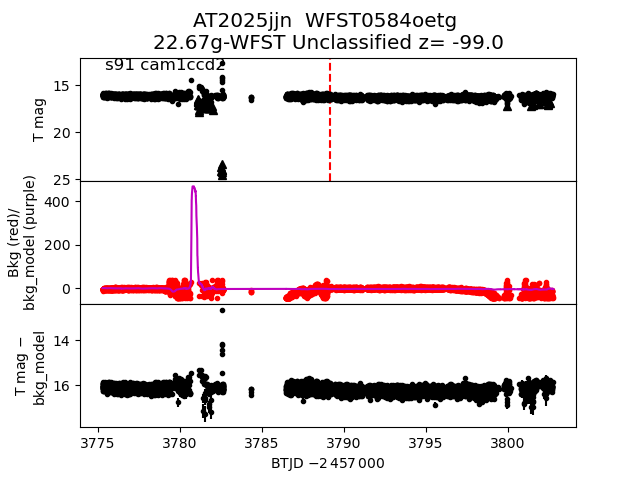 AT2025jjn WFST0584oetg
22.67g-WFST Unclassified z= -99.0
s91 cam1ccd2
T mag
15
20
25
Bkg (red)/
bkg_model (purple)
400
200
0
T mag −
bkg_model
14
16
3775
3780
3785
3790
3795
3800
BTJD −2 457 000